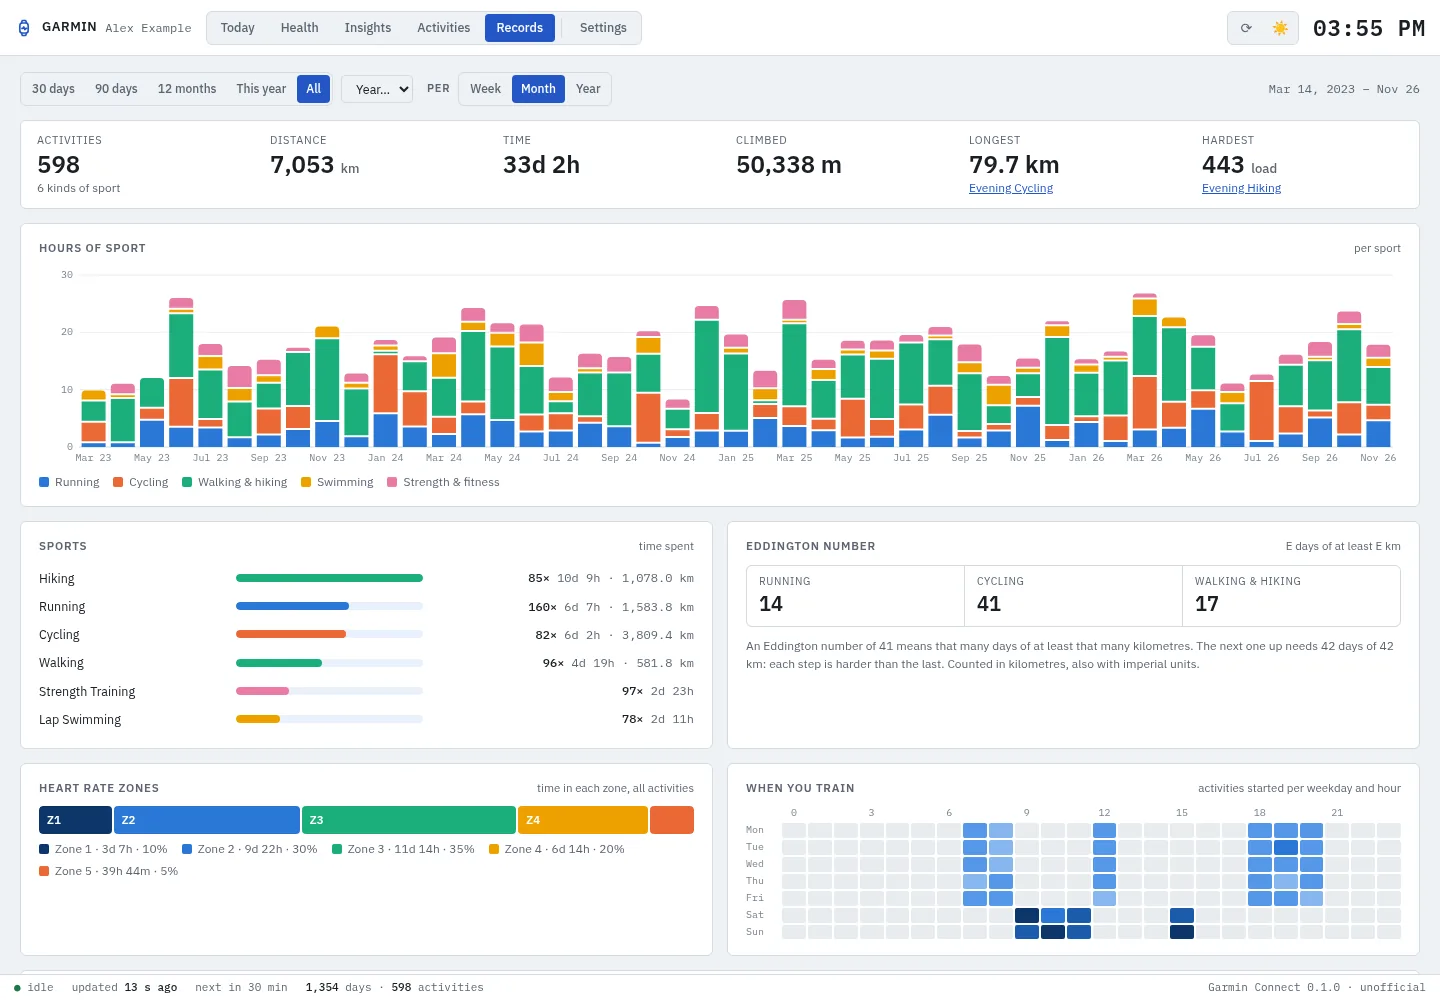 GARMIN Alex Example Today Health Insights Activities Records Settings ⟳ ☀️ 03:55 PM
30 days 90 days 12 months This year All Year... PER Week Month Year Mar 14, 2023 – Nov 26
ACTIVITIES DISTANCE TIME CLIMBED LONGEST HARDEST
598 7,053 km 33d 2h 50,338 m 79.7 km 443 load
6 kinds of sport Evening Cycling Evening Hiking
HOURS OF SPORT per sport
30
20
10
0
Mar 23 May 23 Jul 23 Sep 23 Nov 23 Jan 24 Mar 24 May 24 Jul 24 Sep 24 Nov 24 Jan 25 Mar 25 May 25 Jul 25 Sep 25 Nov 25 Jan 26 Mar 26 May 26 Jul 26 Sep 26 Nov 26
Running Cycling Walking & hiking Swimming Strength & fitness
SPORTS time spent
Hiking 85× 10d 9h · 1,078.0 km
Running 160× 6d 7h · 1,583.8 km
Cycling 82× 6d 2h · 3,809.4 km
Walking 96× 4d 19h · 581.8 km
Strength Training 97× 2d 23h
Lap Swimming 78× 2d 11h
EDDINGTON NUMBER E days of at least E km
RUNNING CYCLING WALKING & HIKING
14 41 17
An Eddington number of 41 means that many days of at least that many kilometres. The next one up needs 42 days of 42
km: each step is harder than the last. Counted in kilometres, also with imperial units.
HEART RATE ZONES time in each zone, all activities
Z1 Z2 Z3 Z4
Zone 1 · 3d 7h · 10% Zone 2 · 9d 22h · 30% Zone 3 · 11d 14h · 35% Zone 4 · 6d 14h · 20%
Zone 5 · 39h 44m · 5%
WHEN YOU TRAIN activities started per weekday and hour
0 3 6 9 12 15 18 21
Mon
Tue
Wed
Thu
Fri
Sat
Sun
idle updated 13 s ago next in 30 min 1,354 days · 598 activities Garmin Connect 0.1.0 · unofficial